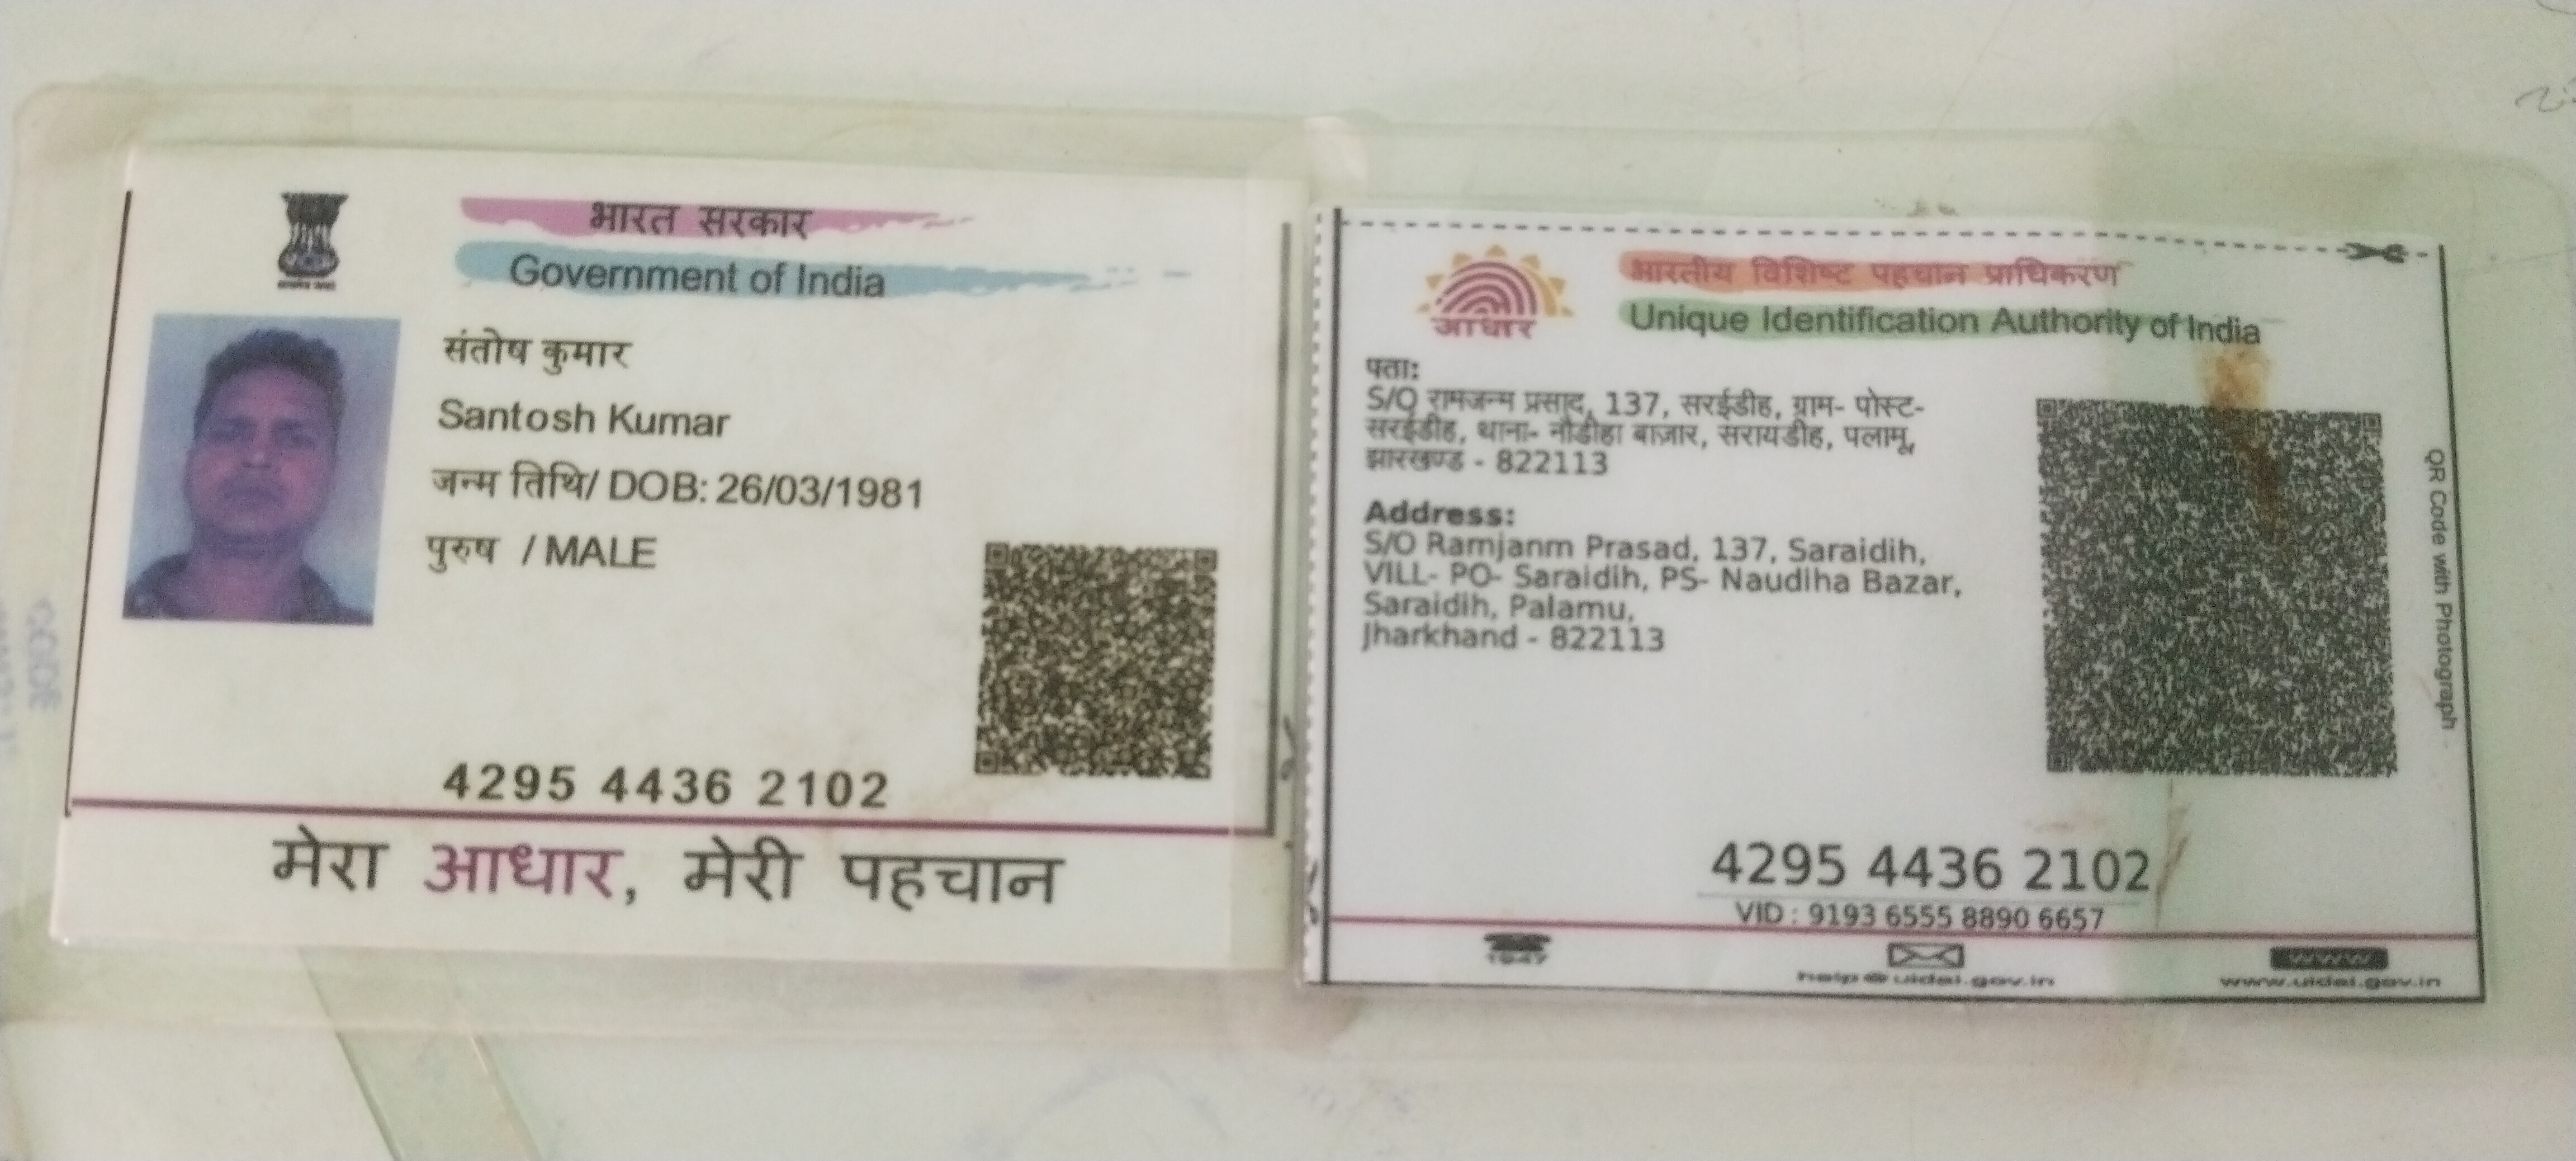 भारत सरकार
Government of India
संतोष कुमार
Santosh Kumar
जन्म तिथि/ DOB: 26/03/1981
पुरुष / MALE
4295 4436 2102
मेरा आधार, मेरी पहचान
भारतीय विशिष्ट पहचान प्राधिकरण
Unique Identification Authority of India
आधार
पता:
S/O रामजन्म प्रसाद, 137, सरईडीह, ग्राम- पोस्ट-
सरईडीह, थाना- नौडीहा बाज़ार, सरायडीह, पलामू,
झारखण्ड - 822113
Address:
S/O Ramjanm Prasad, 137, Saraidih,
VILL- PO- Saraidih, PS- Naudiha Bazar,
Saraidih, Palamu,
Jharkhand - 822113
QR Code with Photograph
4295 4436 2102
VID : 9193 6555 8890 6657
1947
help@uidai.gov.in
www
www.uidai.gov.in